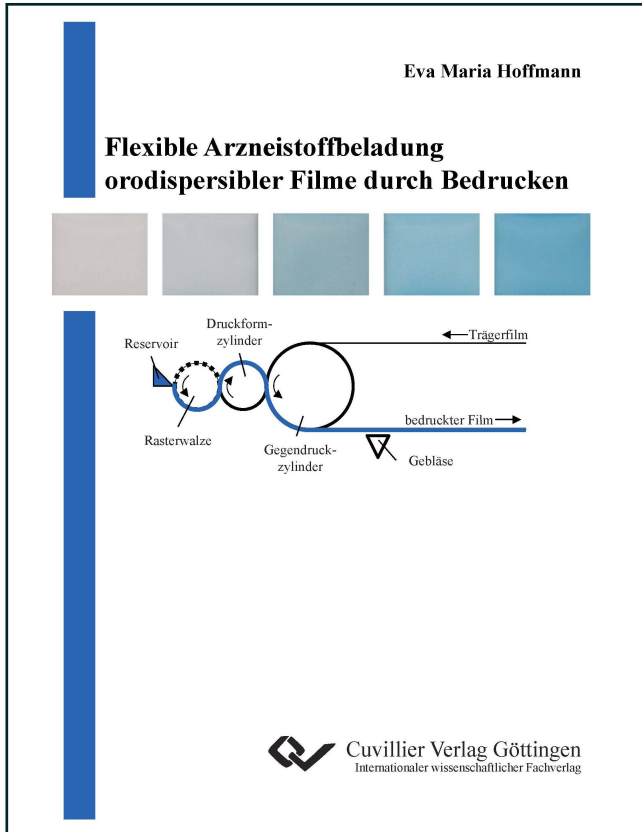 Eva Maria Hoffmann
Flexible Arzneistoffbeladung
orodispersibler Filme durch Bedrucken
Druckform-
zylinder
Reservoir
Trägerfilm
Rasterwalze
Gegendruck-
zylinder
bedruckter Film
Gebläse
Cuvillier Verlag Göttingen
Internationaler wissenschaftlicher Fachverlag